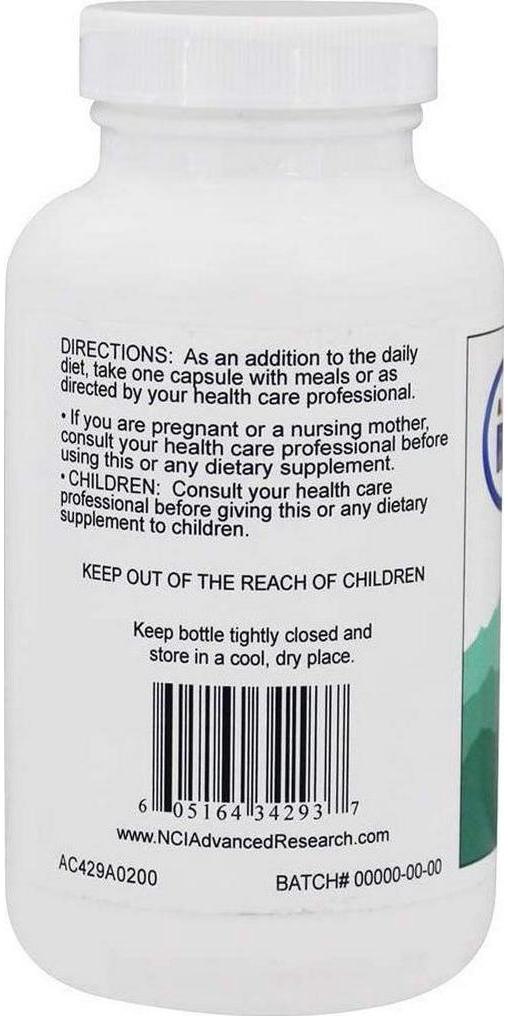 DIRECTIONS: As an addition to the daily
diet, take one capsule with meals or as
directed by your health care professional.
• If you are pregnant or a nursing mother,
consult your health care professional before
using this or any dietary supplement.
• CHILDREN: Consult your health care
professional before giving this or any dietary
supplement to children.
KEEP OUT OF THE REACH OF CHILDREN
Keep bottle tightly closed and
store in a cool, dry place.
6 05164 34293 7
www.NCIAdvancedResearch.com
AC429A0200
BATCH# 00000-00-00